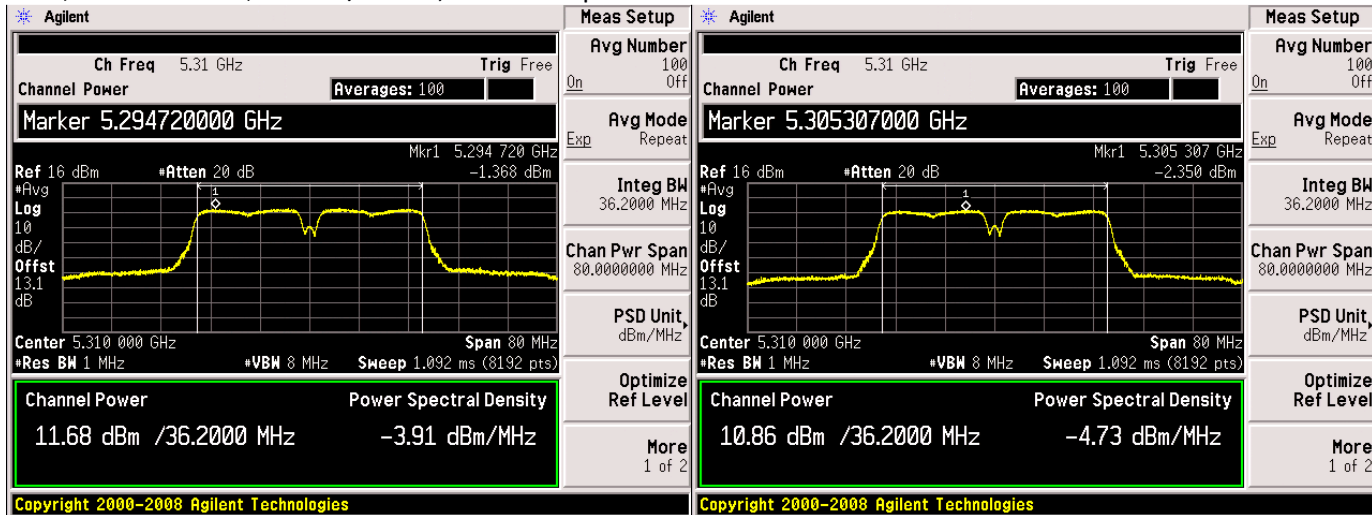 Agilent
Meas Setup
Ch Freq 5.31 GHz Trig Free
Channel Power Averages: 100
Marker 5.294720000 GHz
Mkr1 5.294 720 GHz
Ref 16 dBm #Atten 20 dB -1.368 dBm
#Avg
Log
10
dB/
Offst
13.1
dB
1
Center 5.310 000 GHz Span 80 MHz
#Res BW 1 MHz #VBW 8 MHz Sweep 1.092 ms (8192 pts)
Channel Power Power Spectral Density
11.68 dBm /36.2000 MHz -3.91 dBm/MHz
Copyright 2000-2008 Agilent Technologies
Avg Number
100
On Off
Avg Mode
Exp Repeat
Integ BW
36.2000 MHz
Chan Pwr Span
80.0000000 MHz
PSD Unit
dBm/MHz
Optimize
Ref Level
More
1 of 2
Agilent
Meas Setup
Ch Freq 5.31 GHz Trig Free
Channel Power Averages: 100
Marker 5.305307000 GHz
Mkr1 5.305 307 GHz
Ref 16 dBm #Atten 20 dB -2.350 dBm
#Avg
Log
10
dB/
Offst
13.1
dB
1
Center 5.310 000 GHz Span 80 MHz
#Res BW 1 MHz #VBW 8 MHz Sweep 1.092 ms (8192 pts)
Channel Power Power Spectral Density
10.86 dBm /36.2000 MHz -4.73 dBm/MHz
Copyright 2000-2008 Agilent Technologies
Avg Number
100
On Off
Avg Mode
Exp Repeat
Integ BW
36.2000 MHz
Chan Pwr Span
80.0000000 MHz
PSD Unit
dBm/MHz
Optimize
Ref Level
More
1 of 2